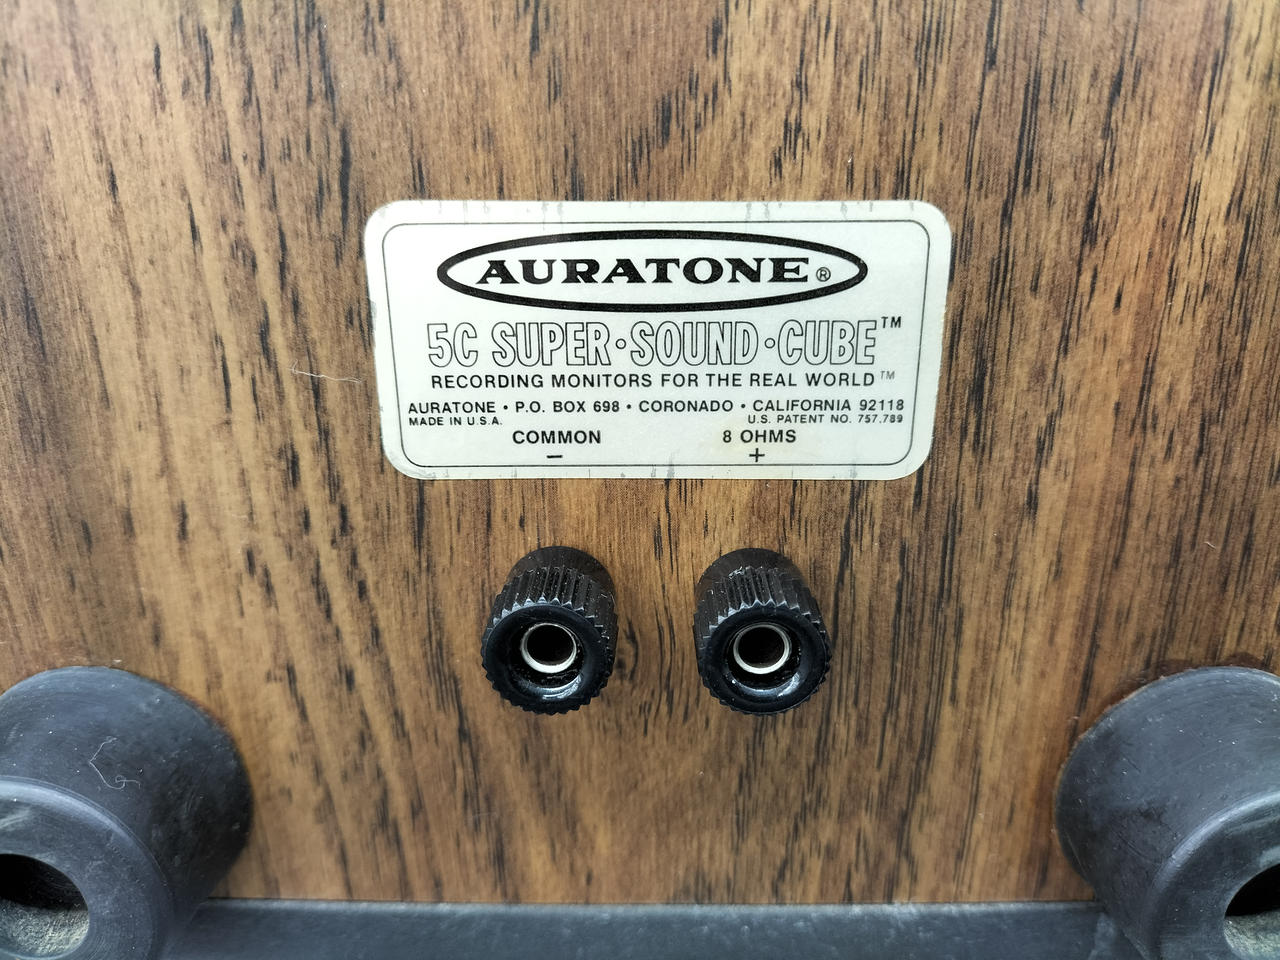 AURATONE®
5C SUPER·SOUND·CUBE™
RECORDING MONITORS FOR THE REAL WORLD™
AURATONE • P.O. BOX 698 • CORONADO • CALIFORNIA 92118
MADE IN U.S.A. U.S. PATENT NO. 757,789
COMMON 8 OHMS
− +